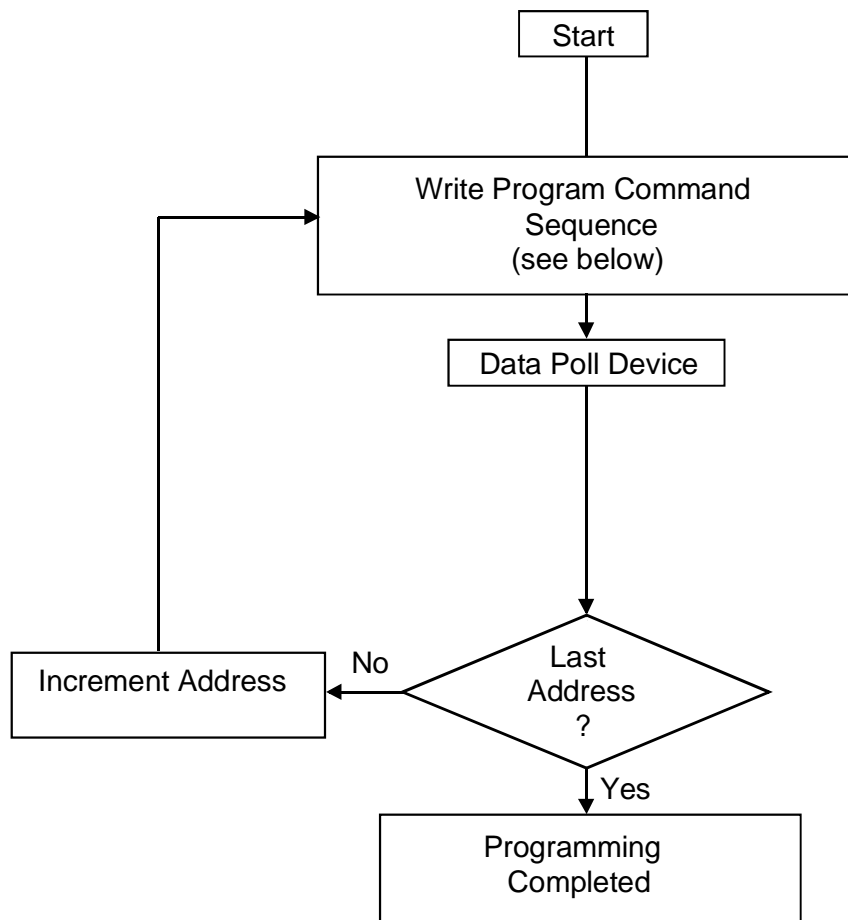 Start
Write Program Command
Sequence
(see below)
Data Poll Device
Last
Address
?
No
Increment Address
Yes
Programming
Completed